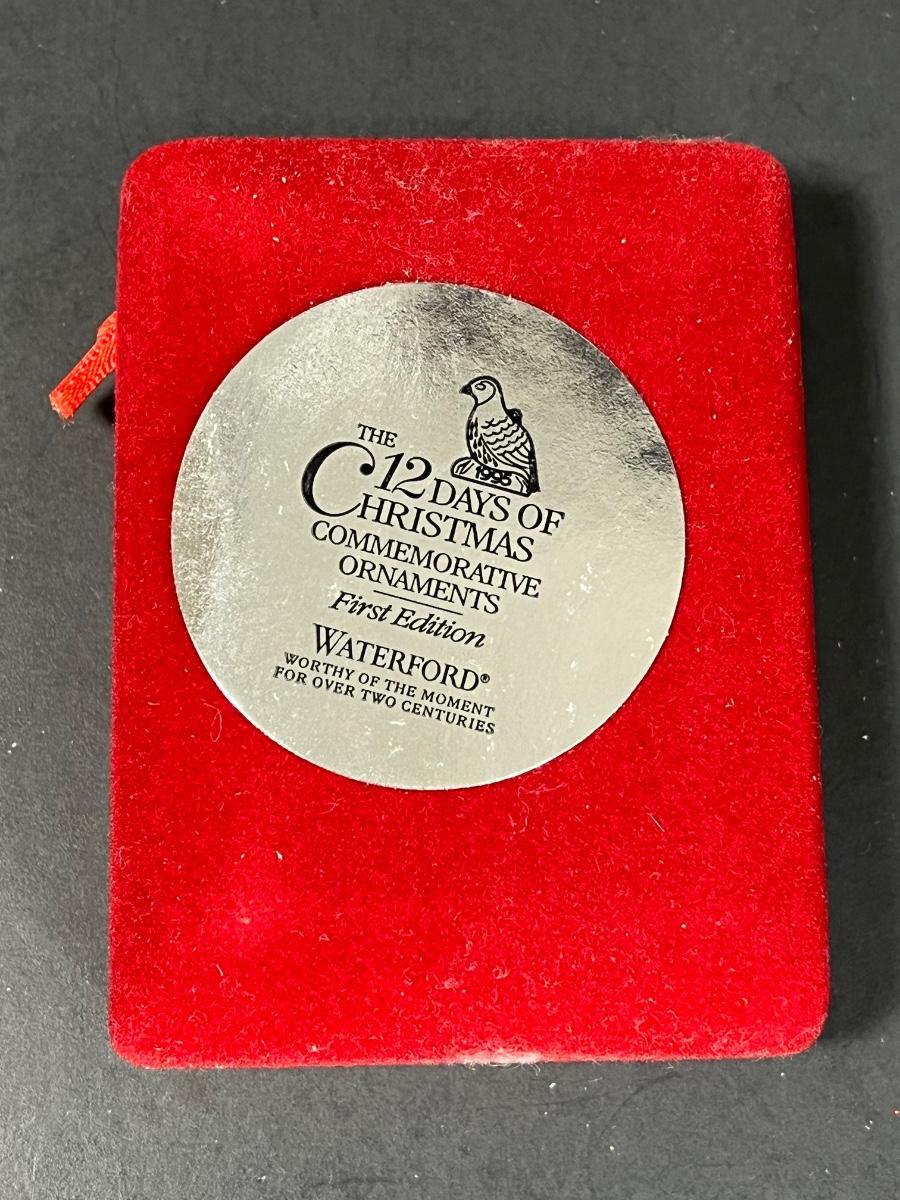 1995
THE
12 DAYS OF
CHRISTMAS
COMMEMORATIVE
ORNAMENTS
First Edition
WATERFORD®
WORTHY OF THE MOMENT
FOR OVER TWO CENTURIES